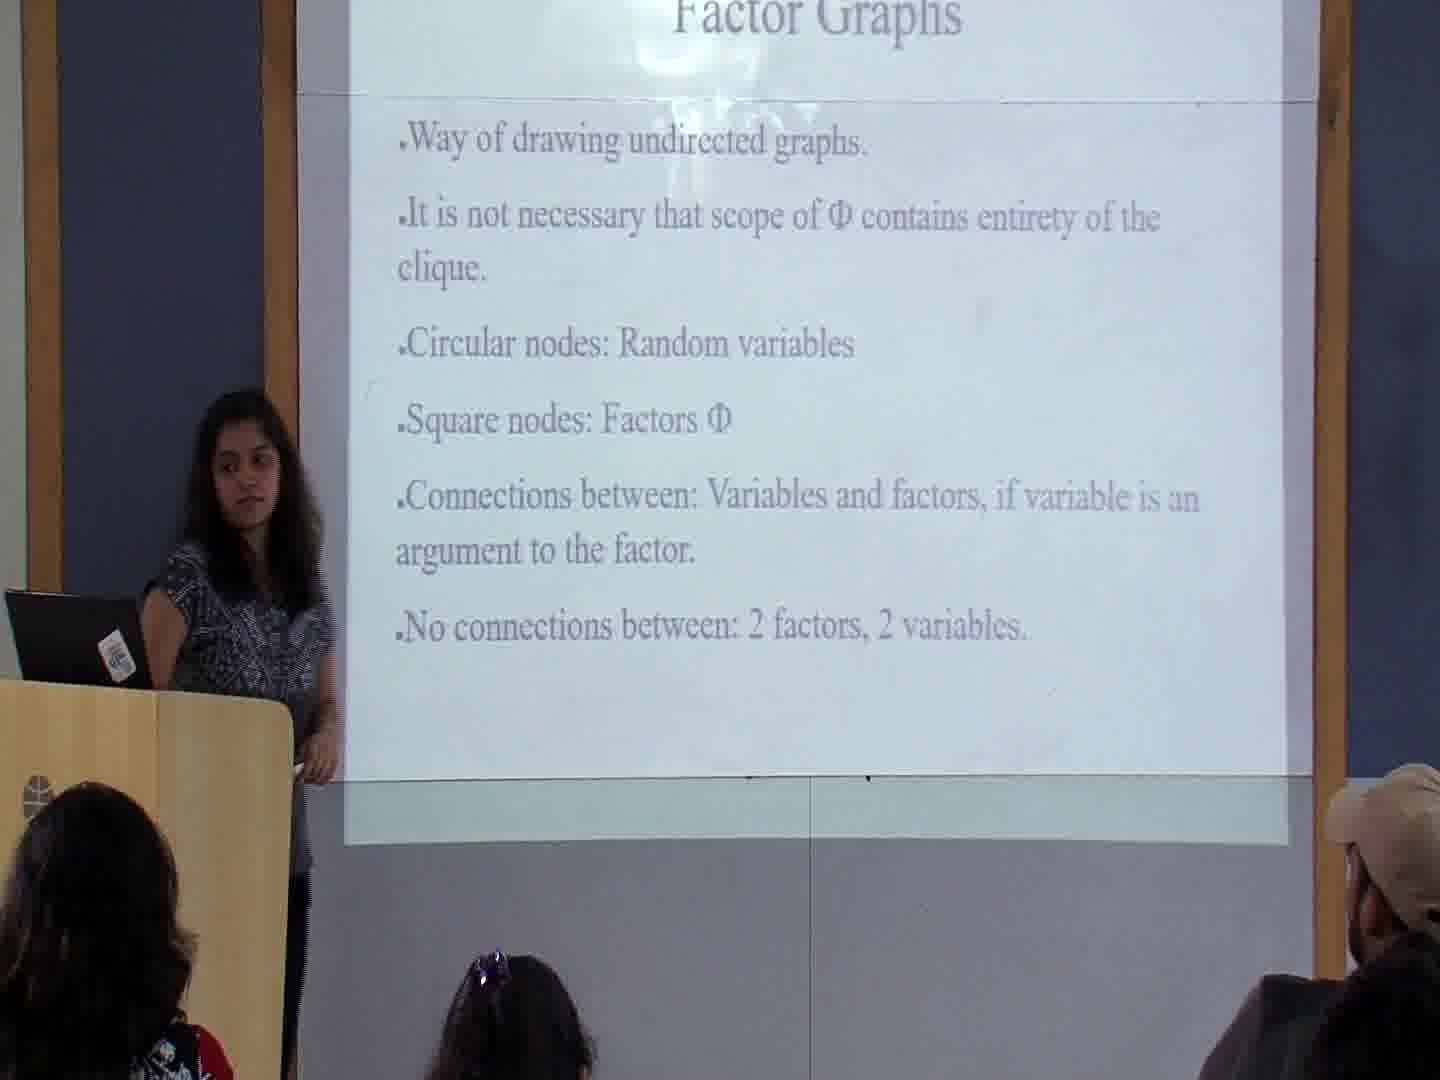 Factor Graphs
.Way of drawing undirected graphs.
.It is not necessary that scope of Φ contains entirety of the
clique.
.Circular nodes: Random variables
.Square nodes: Factors Φ
.Connections between: Variables and factors, if variable is an
argument to the factor.
.No connections between: 2 factors, 2 variables.